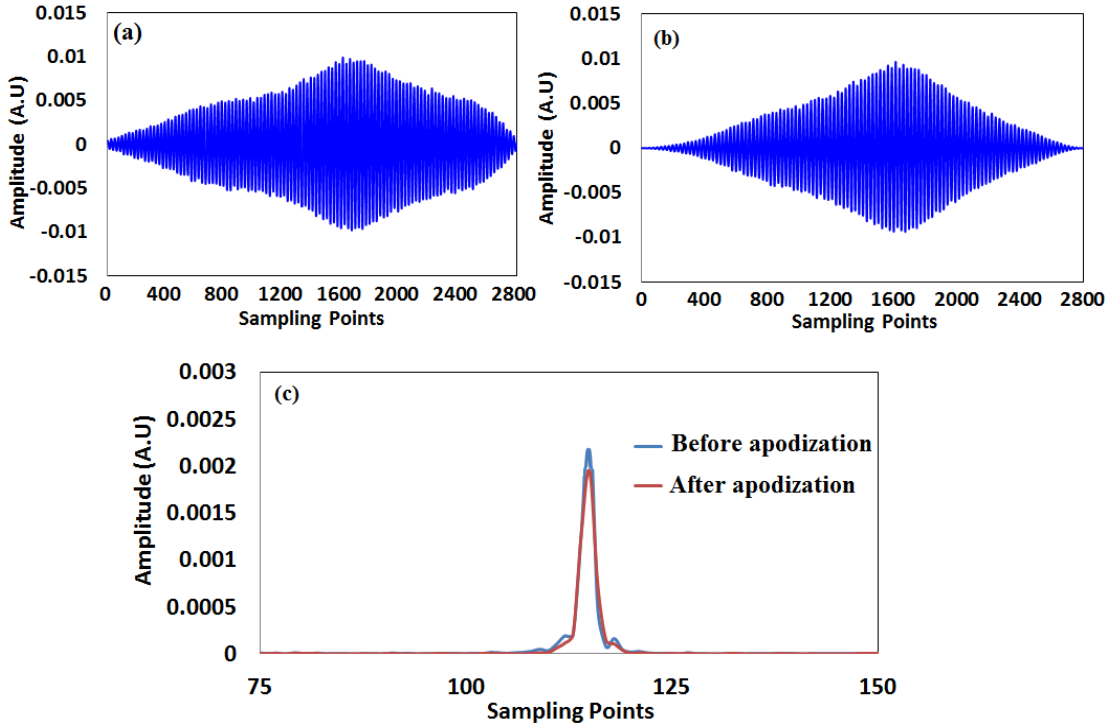 (a)
0.015
0.01
0.005
0
-0.005
-0.01
-0.015
Amplitude (A.U)
0 400 800 1200 1600 2000 2400 2800
Sampling Points
(b)
0.015
0.01
0.005
0
-0.005
-0.01
-0.015
Amplitude (A.U)
0 400 800 1200 1600 2000 2400 2800
Sampling Points
(c)
0.003
0.0025
0.002
0.0015
0.001
0.0005
0
Amplitude (A.U)
Before apodization
After apodization
75 100 125 150
Sampling Points